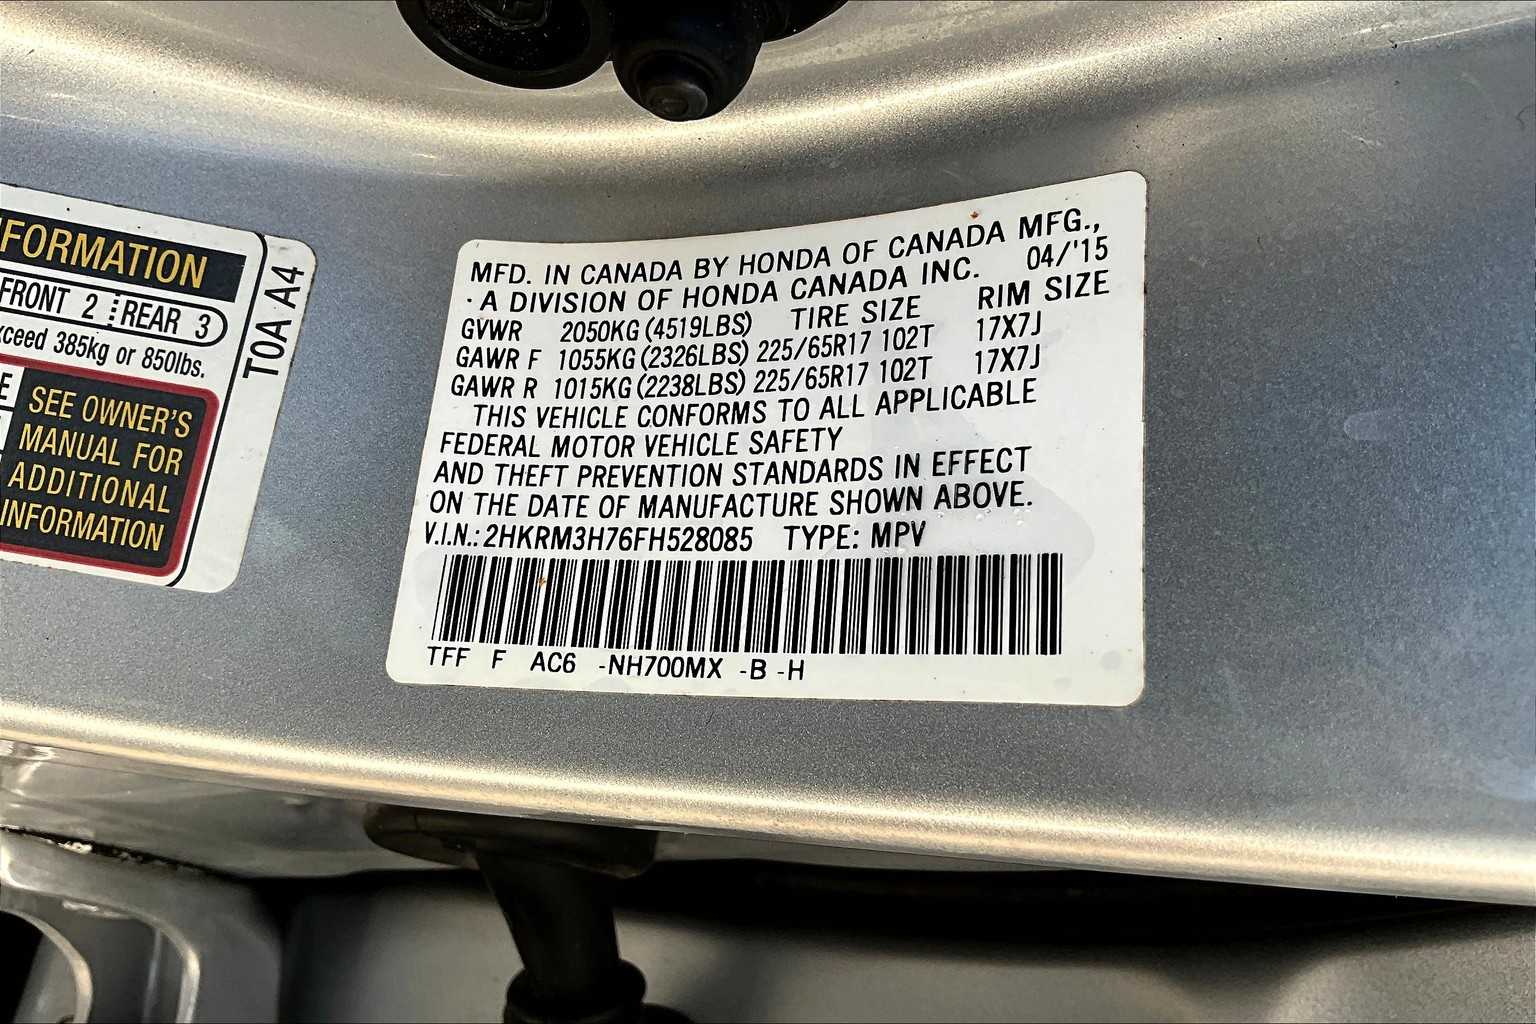 FORMATION
FRONT 2 REAR 3
xceed 385kg or 850lbs.
SEE OWNER'S
MANUAL FOR
ADDITIONAL
INFORMATION
T0A A4
MFD. IN CANADA BY HONDA OF CANADA MFG.,
· A DIVISION OF HONDA CANADA INC. 04/'15
GVWR 2050KG (4519LBS) TIRE SIZE RIM SIZE
GAWR F 1055KG (2326LBS) 225/65R17 102T 17X7J
GAWR R 1015KG (2238LBS) 225/65R17 102T 17X7J
THIS VEHICLE CONFORMS TO ALL APPLICABLE
FEDERAL MOTOR VEHICLE SAFETY
AND THEFT PREVENTION STANDARDS IN EFFECT
ON THE DATE OF MANUFACTURE SHOWN ABOVE.
V.I.N.: 2HKRM3H76FH528085 TYPE: MPV
TFF F AC6 -NH700MX -B -H